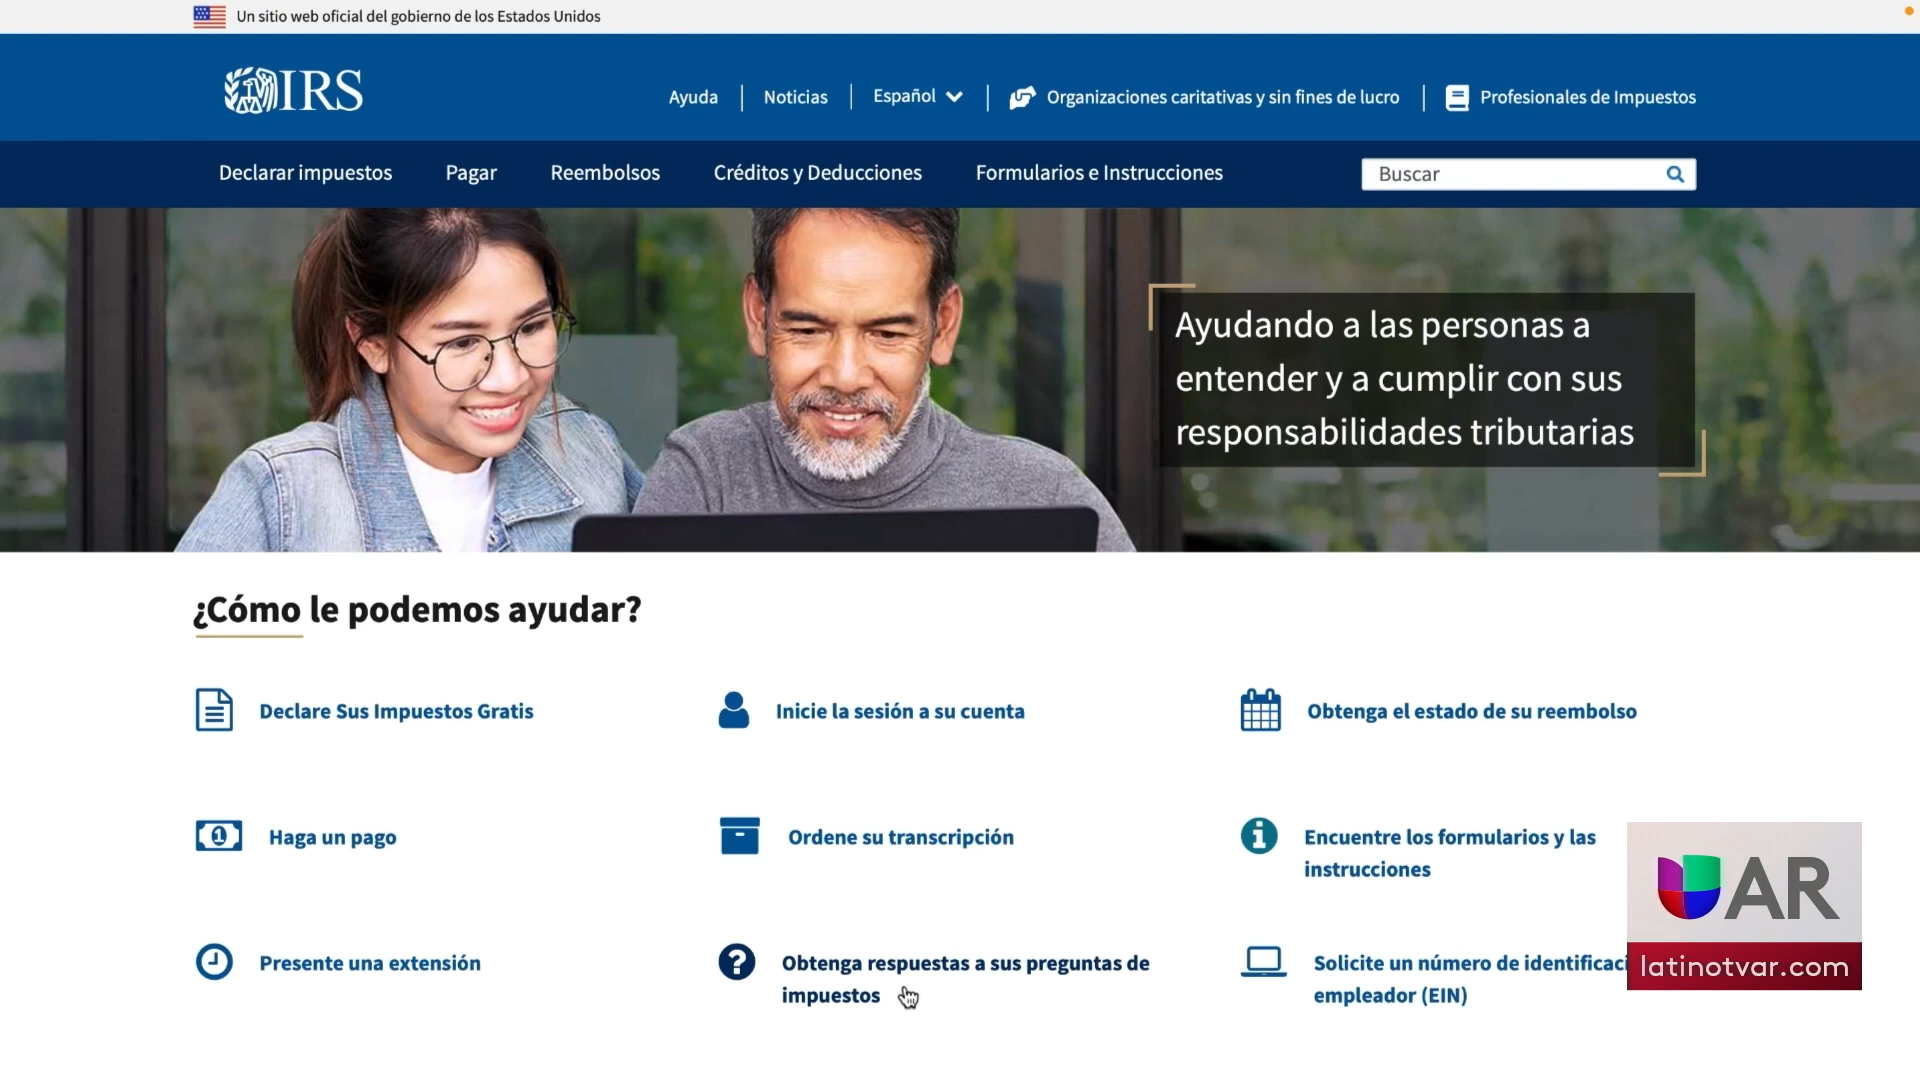 Un sitio web oficial del gobierno de los Estados Unidos
IRS
Ayuda
Noticias
Español
Organizaciones caritativas y sin fines de lucro
Profesionales de Impuestos
Declarar impuestos
Pagar
Reembolsos
Créditos y Deducciones
Formularios e Instrucciones
Buscar
Ayudando a las personas a
entender y a cumplir con sus
responsabilidades tributarias
¿Cómo le podemos ayudar?
Declare Sus Impuestos Gratis
Inicie la sesión a su cuenta
Obtenga el estado de su reembolso
Haga un pago
Ordene su transcripción
Encuentre los formularios y las
instrucciones
Presente una extensión
Obtenga respuestas a sus preguntas de
impuestos
Solicite un número de
empleador (EIN)
AR
latinotvar.com